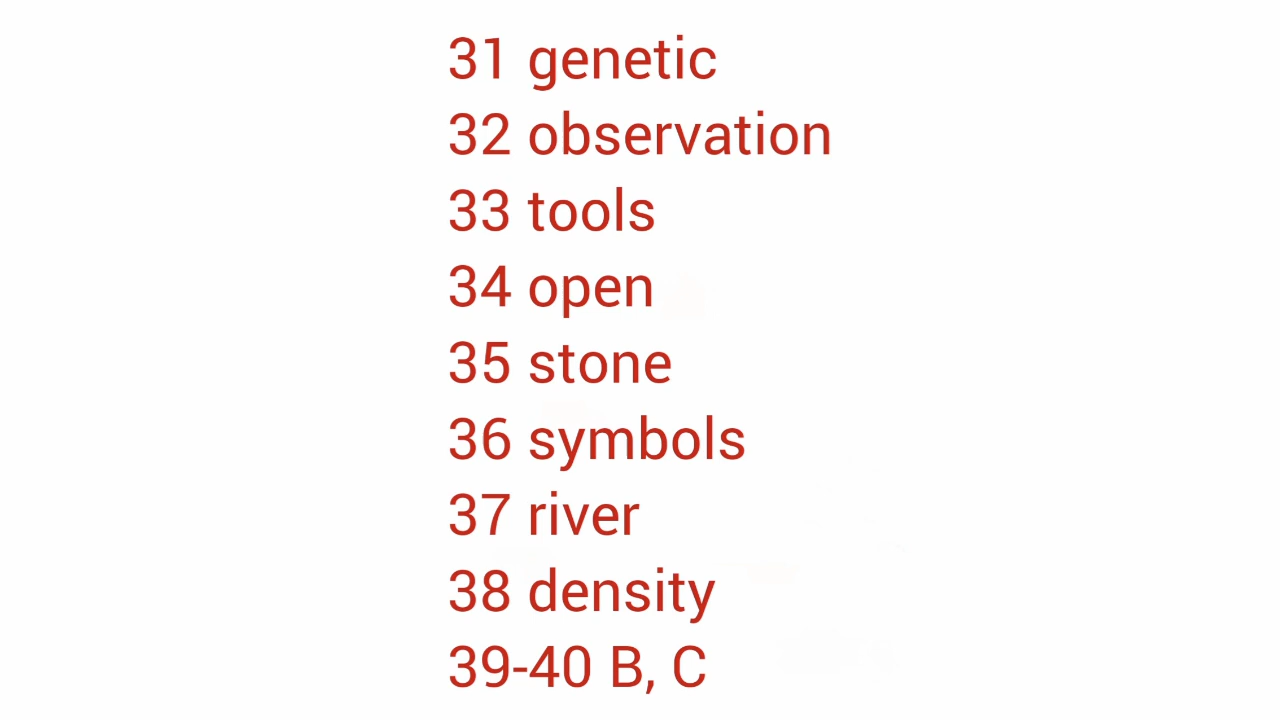 31 genetic
32 observation
33 tools
34 open
35 stone
36 symbols
37 river
38 density
39-40 B, C